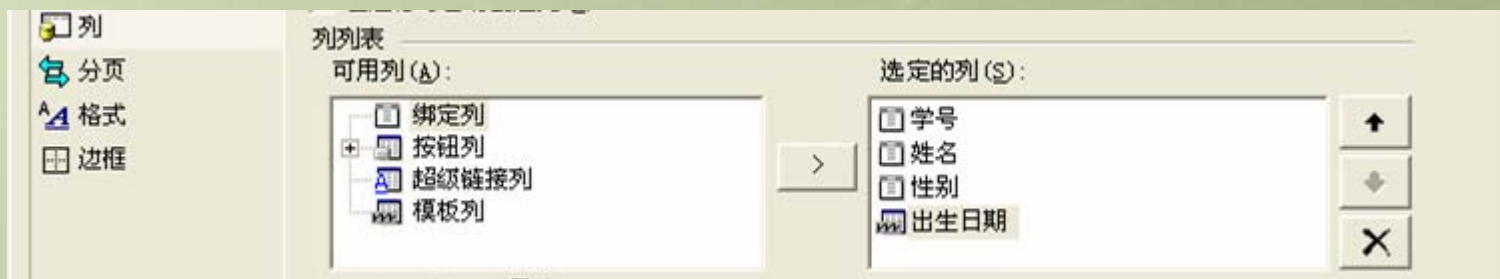 列
分页
格式
边框
列列表
可用列(A):
绑定列
按钮列
超级链接列
模板列
>
选定的列(S):
学号
姓名
性别
出生日期